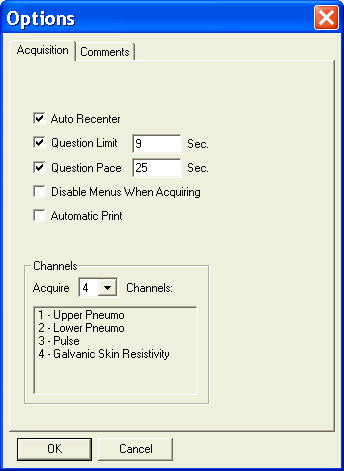 Options
Acquisition Comments
Auto Recenter
Question Limit 9 Sec.
Question Pace 25 Sec.
Disable Menus When Acquiring
Automatic Print
Channels
Acquire 4 Channels:
1 - Upper Pneumo
2 - Lower Pneumo
3 - Pulse
4 - Galvanic Skin Resistivity
OK Cancel